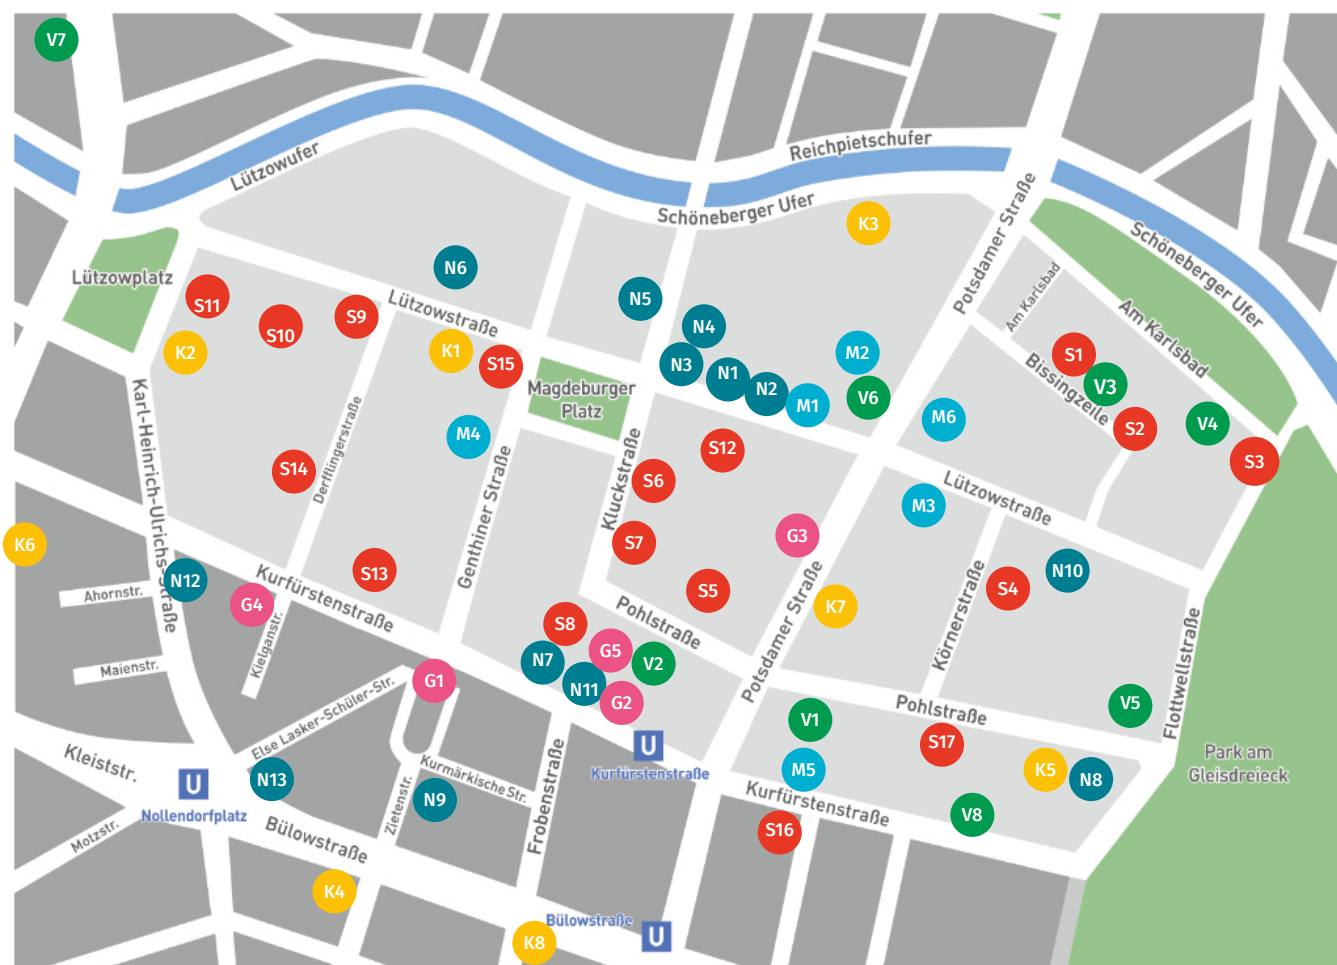 V7
Lützowufer
Reichpietschufer
Schöneberger Ufer
K3
Potsdamer Straße
Schöneberger Ufer
Lützowplatz
N6
N5
Am Karlsbad
Am Karlsbad
S11
S10
S9
Lützowstraße
K2
K1
S15
N4
N3
N1
N2
M1
M2
V6
M6
S1
V3
Bissingzeile
S2
V4
S3
Magdeburger
Platz
Karl-Heinrich-Ulrichs-Straße
Derfflingerstraße
M4
S14
Genthiner Straße
Kluckstraße
S12
S6
S7
G3
M3
Lützowstraße
K6
N12
Ahornstr.
G4
Kurfürstenstraße
S13
S5
Potsdamer Straße
K7
Körnerstraße
S4
N10
Maienstr.
Kielganstr.
S8
Pohlstraße
N7
G5
V2
N11
G2
G1
Else Lasker-Schüler-Str.
Flottwellstraße
V5
Pohlstraße
V1
S17
Kleiststr.
U
Nollendorfplatz
N13
Kurmärkische Str.
Zietenstr.
N9
Frobenstraße
U
Kurfürstenstraße
M5
K5
N8
Park am
Gleisdreieck
Kurfürstenstraße
S16
V8
Motzstr.
Bülowstraße
K4
Bülowstraße
U
K8